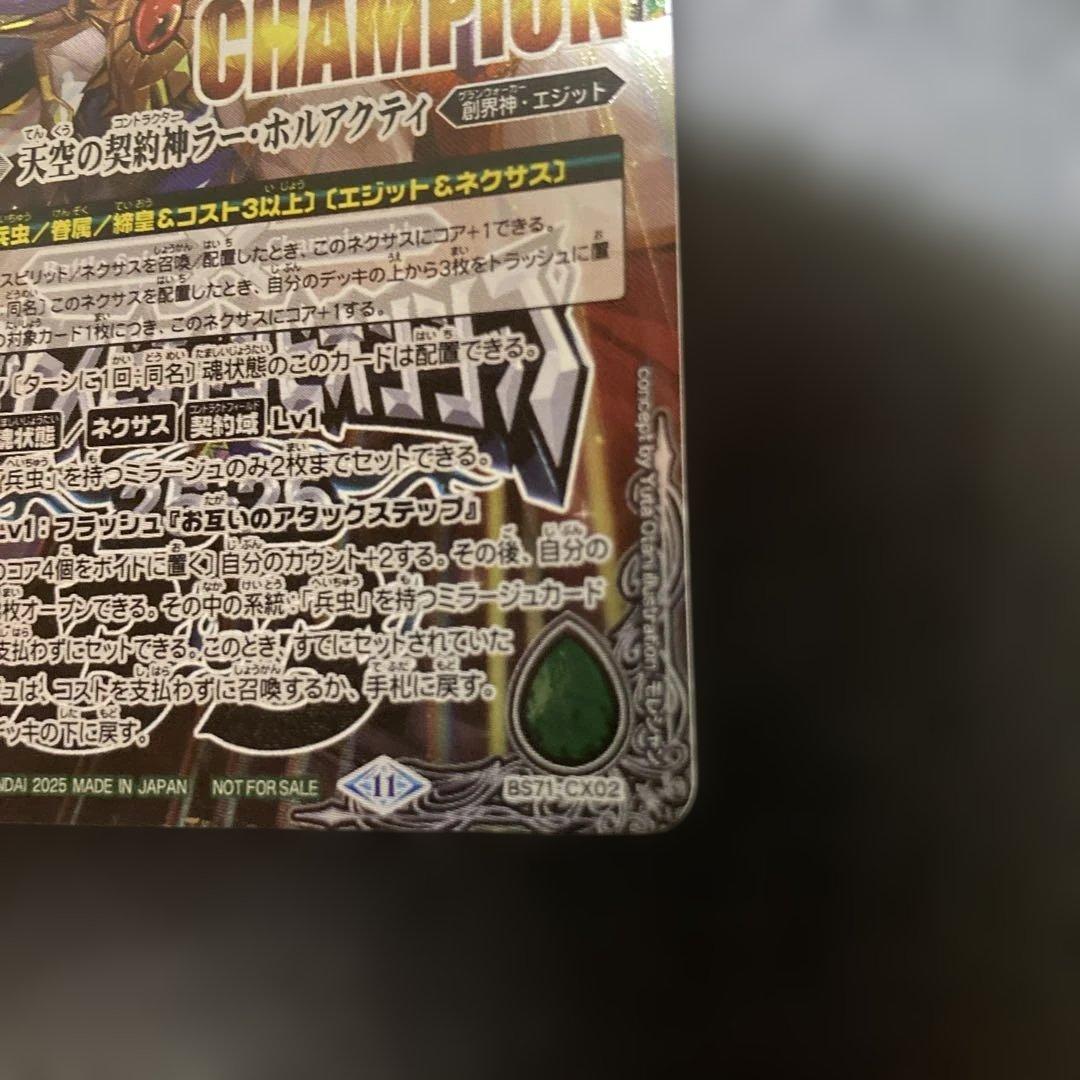 CHAMPION
天空の契約神ラー・ホルアクティ 創界神・エジット
兵虫／眷属／締皇＆コスト3以上〕〔エジット＆ネクサス〕
スピリット／ネクサスを召喚／配置したとき、このネクサスにコア+1できる。
同名〕このネクサスを配置したとき、自分のデッキの上から3枚をトラッシュに置
の対象カード1枚につき、このネクサスにコア+1する。
〔ターンに1回：同名〕魂状態のこのカードは配置できる。
魂状態／ネクサス 契約域 Lv1
「兵虫」を持つミラージュのみ2枚までセットできる。
25-26
Lv1：フラッシュ『お互いのアタックステップ』
のコア4個をボイドに置く〕自分のカウント+2する。その後、自分の
枚オープンできる。その中の系統：「兵虫」を持つミラージュカード
支払わずにセットできる。このとき、すでにセットされていた
ュは、コストを支払わずに召喚するか、手札に戻す。
デッキの下に戻す。
NDAI 2025 MADE IN JAPAN NOT FOR SALE 11 BS71-CX02